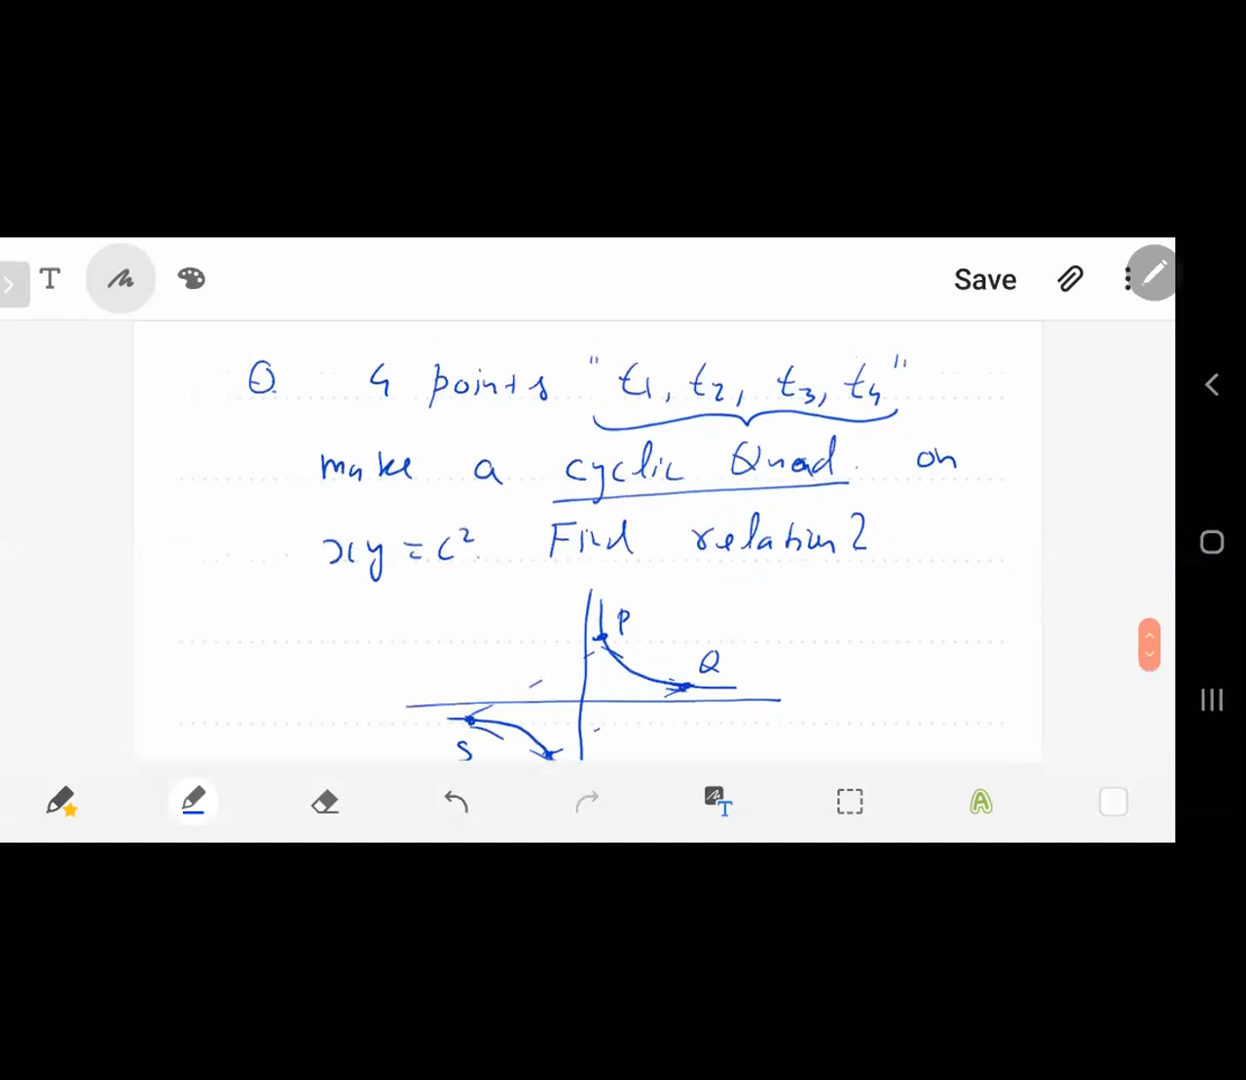 T Save
Q 4 points "t1, t2, t3, t4"
make a cyclic Quad. on
xy = c². Find relation?
P
Q
S
A